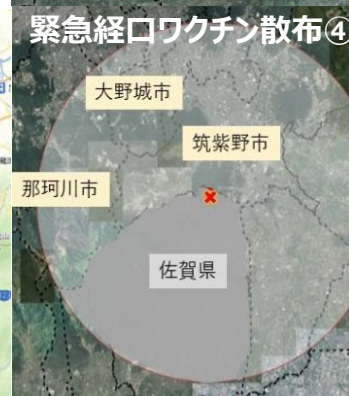 緊急経口ワクチン散布④
大野城市
筑紫野市
那珂川市
佐賀県